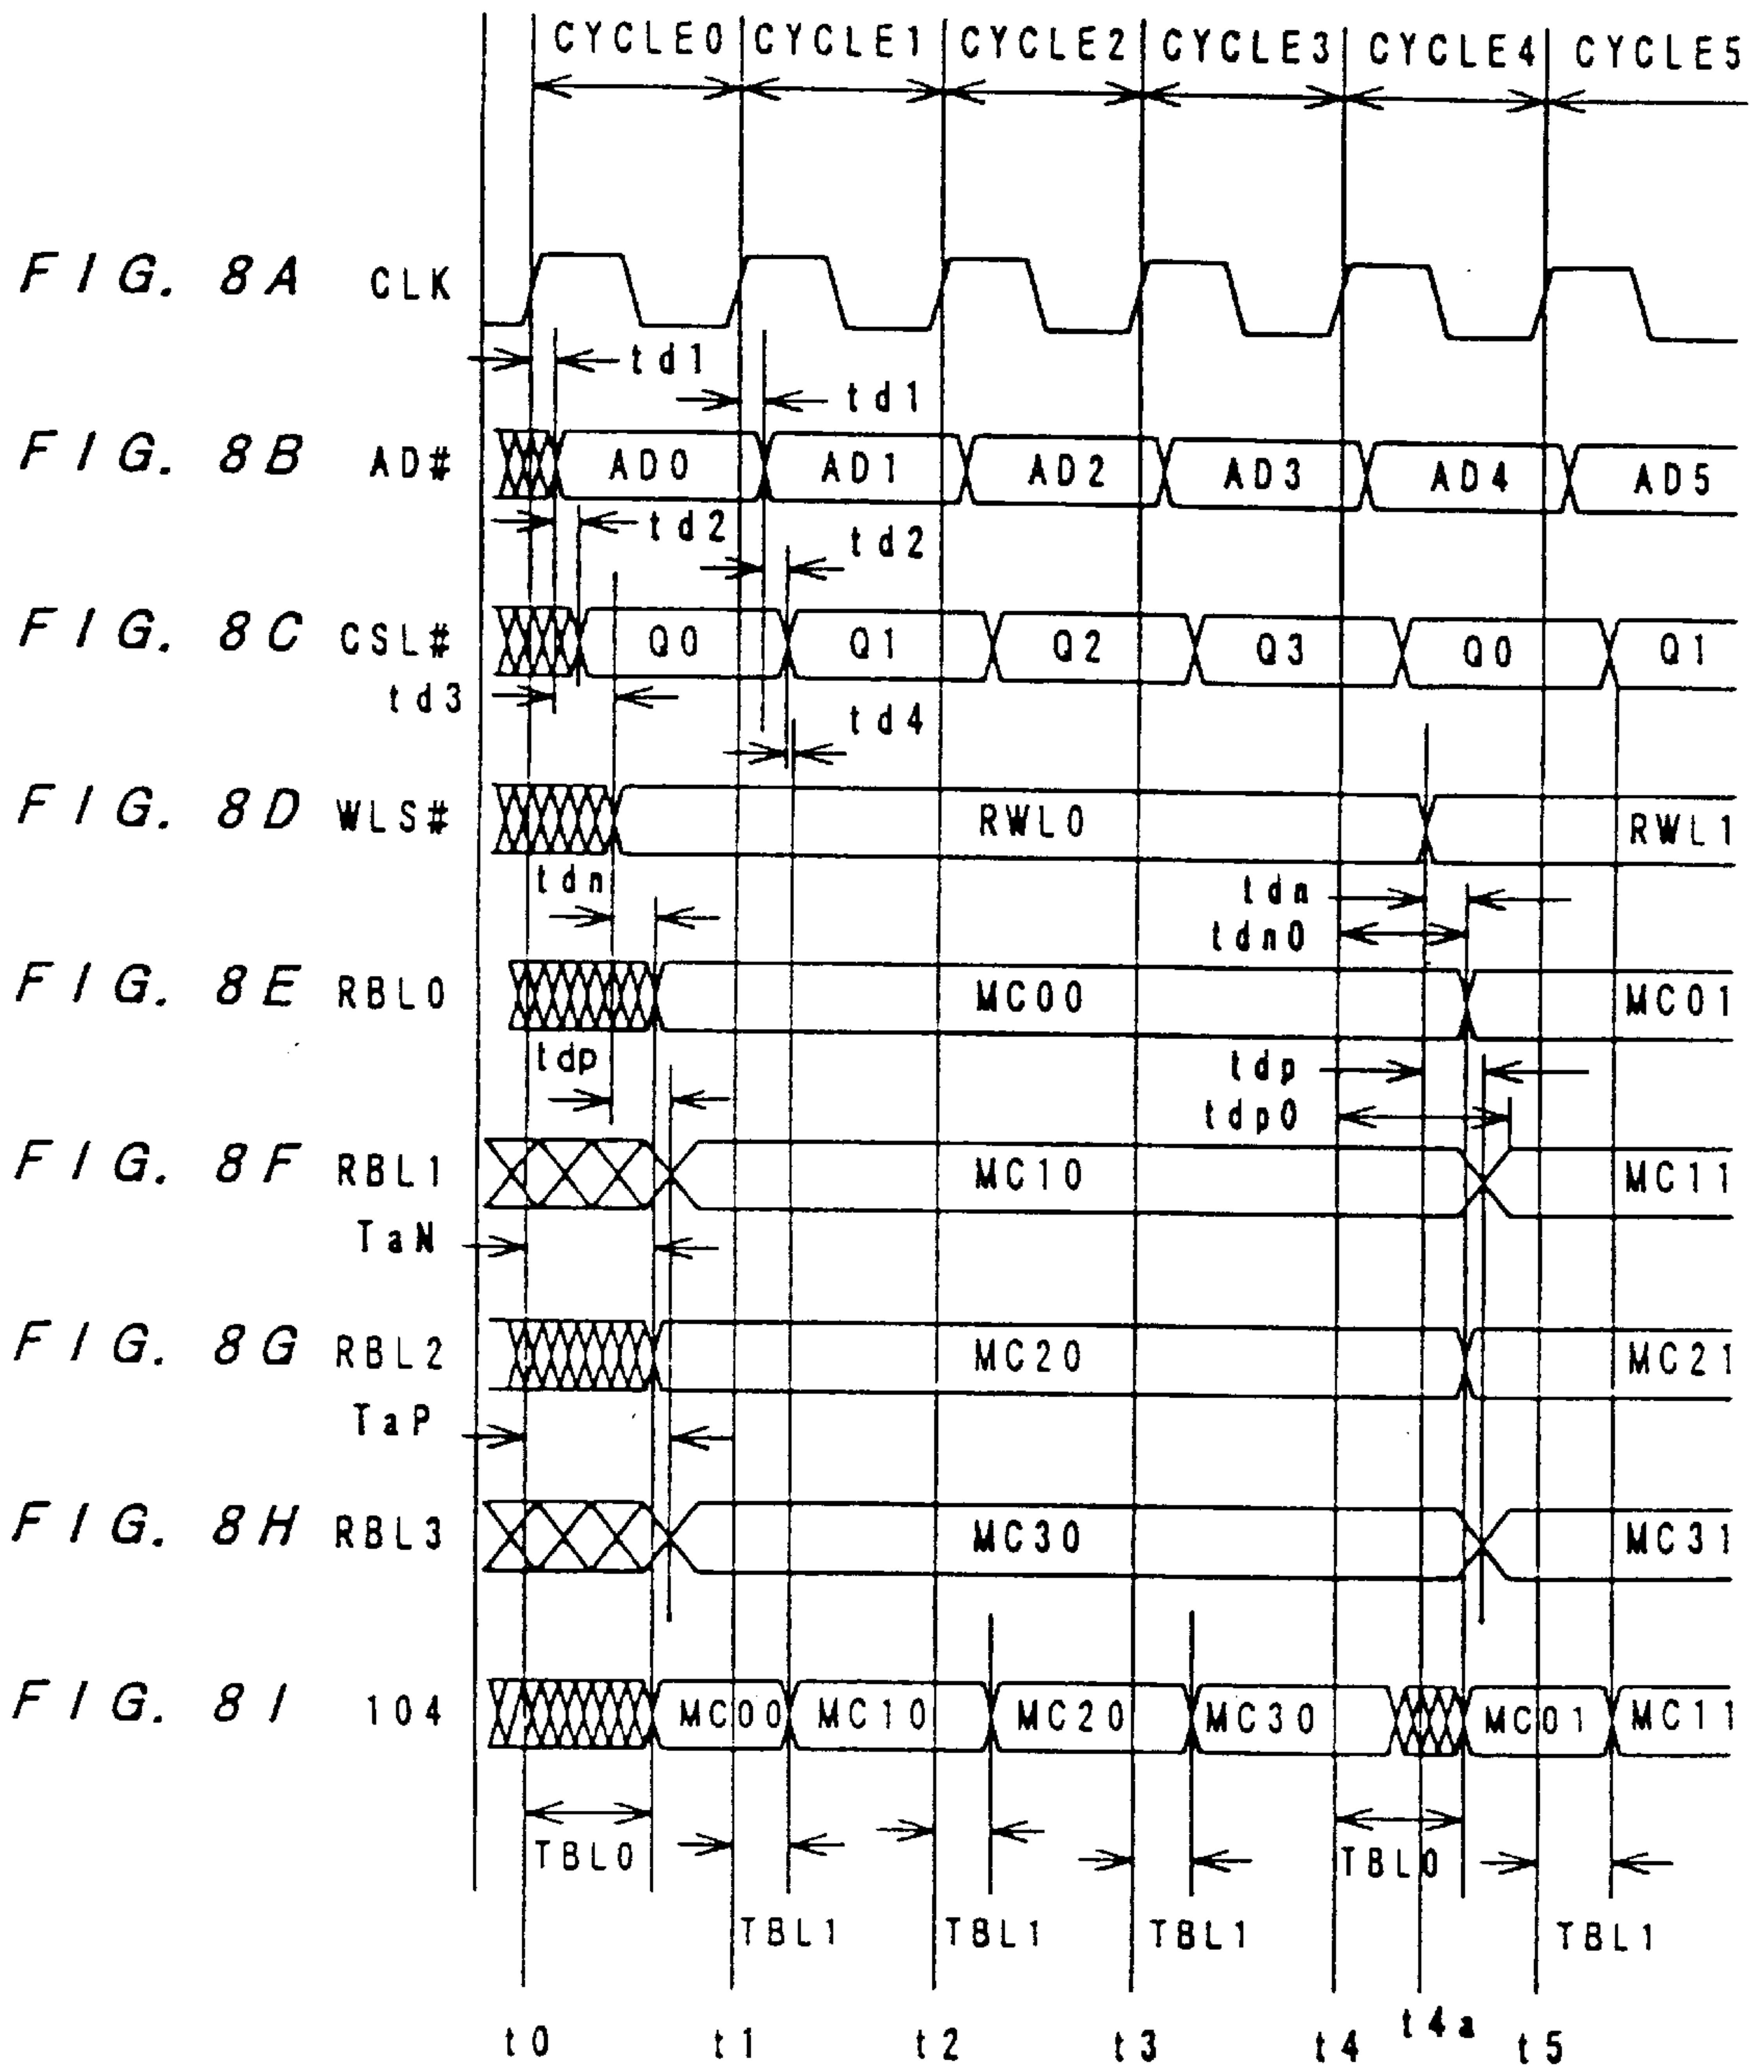 CYCLE0 CYCLE1 CYCLE2 CYCLE3 CYCLE4 CYCLE5
FIG. 8A CLK
td1
td1
FIG. 8B AD# AD0 AD1 AD2 AD3 AD4 AD5
td2 td2
FIG. 8C CSL# Q0 Q1 Q2 Q3 Q0 Q1
td3 td4
FIG. 8D WLS# RWL0 RWL1
tdn tdn
tdn0
FIG. 8E RBL0 MC00 MC01
tdp tdp
tdp0
FIG. 8F RBL1 MC10 MC11
TaN
FIG. 8G RBL2 MC20 MC21
TaP
FIG. 8H RBL3 MC30 MC31
FIG. 8I 104 MC00 MC10 MC20 MC30 MC01 MC11
TBL0 TBL0
TBL1 TBL1 TBL1 TBL1
t0 t1 t2 t3 t4 t4a t5